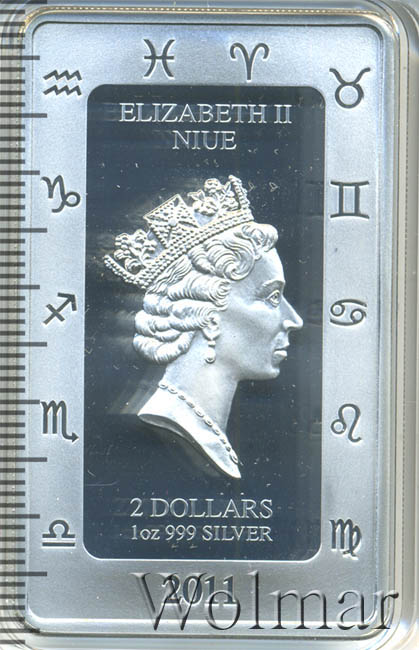 ELIZABETH II
NIUE
2 DOLLARS
1oz 999 SILVER
2011
Wolmar